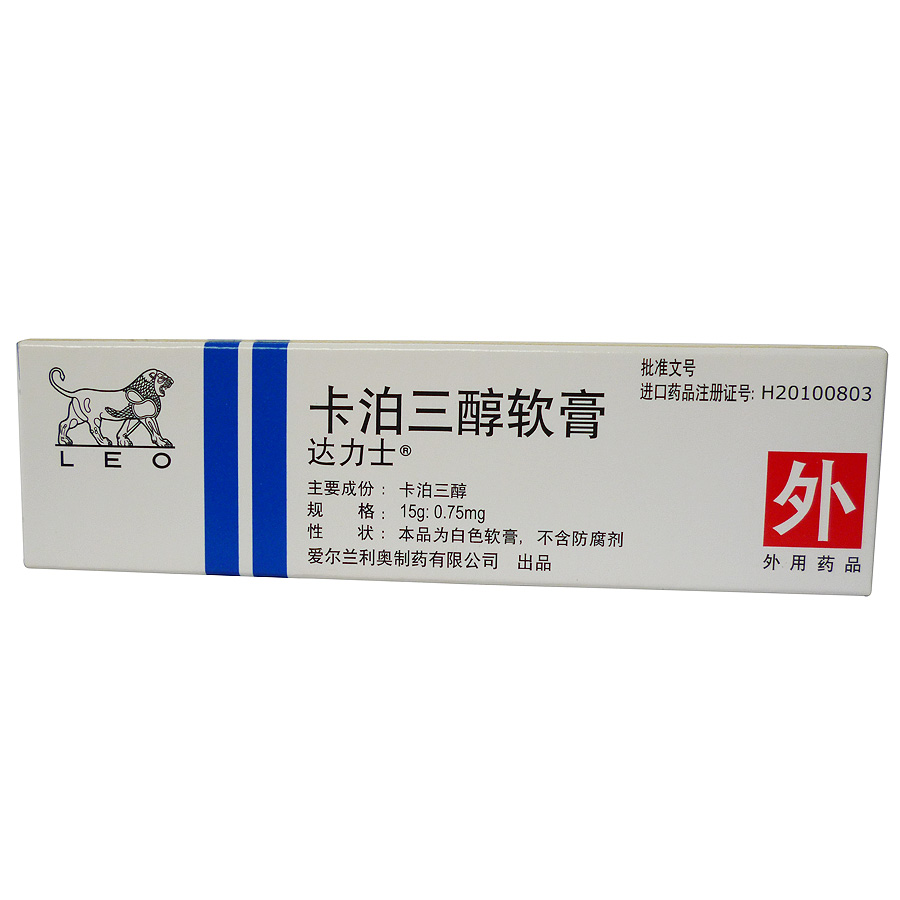 LEO
卡泊三醇软膏
达力士®
主要成份：卡泊三醇
规　　格：15g: 0.75mg
性　　状：本品为白色软膏，不含防腐剂
爱尔兰利奥制药有限公司　出品
批准文号
进口药品注册证号: H20100803
外
外用药品